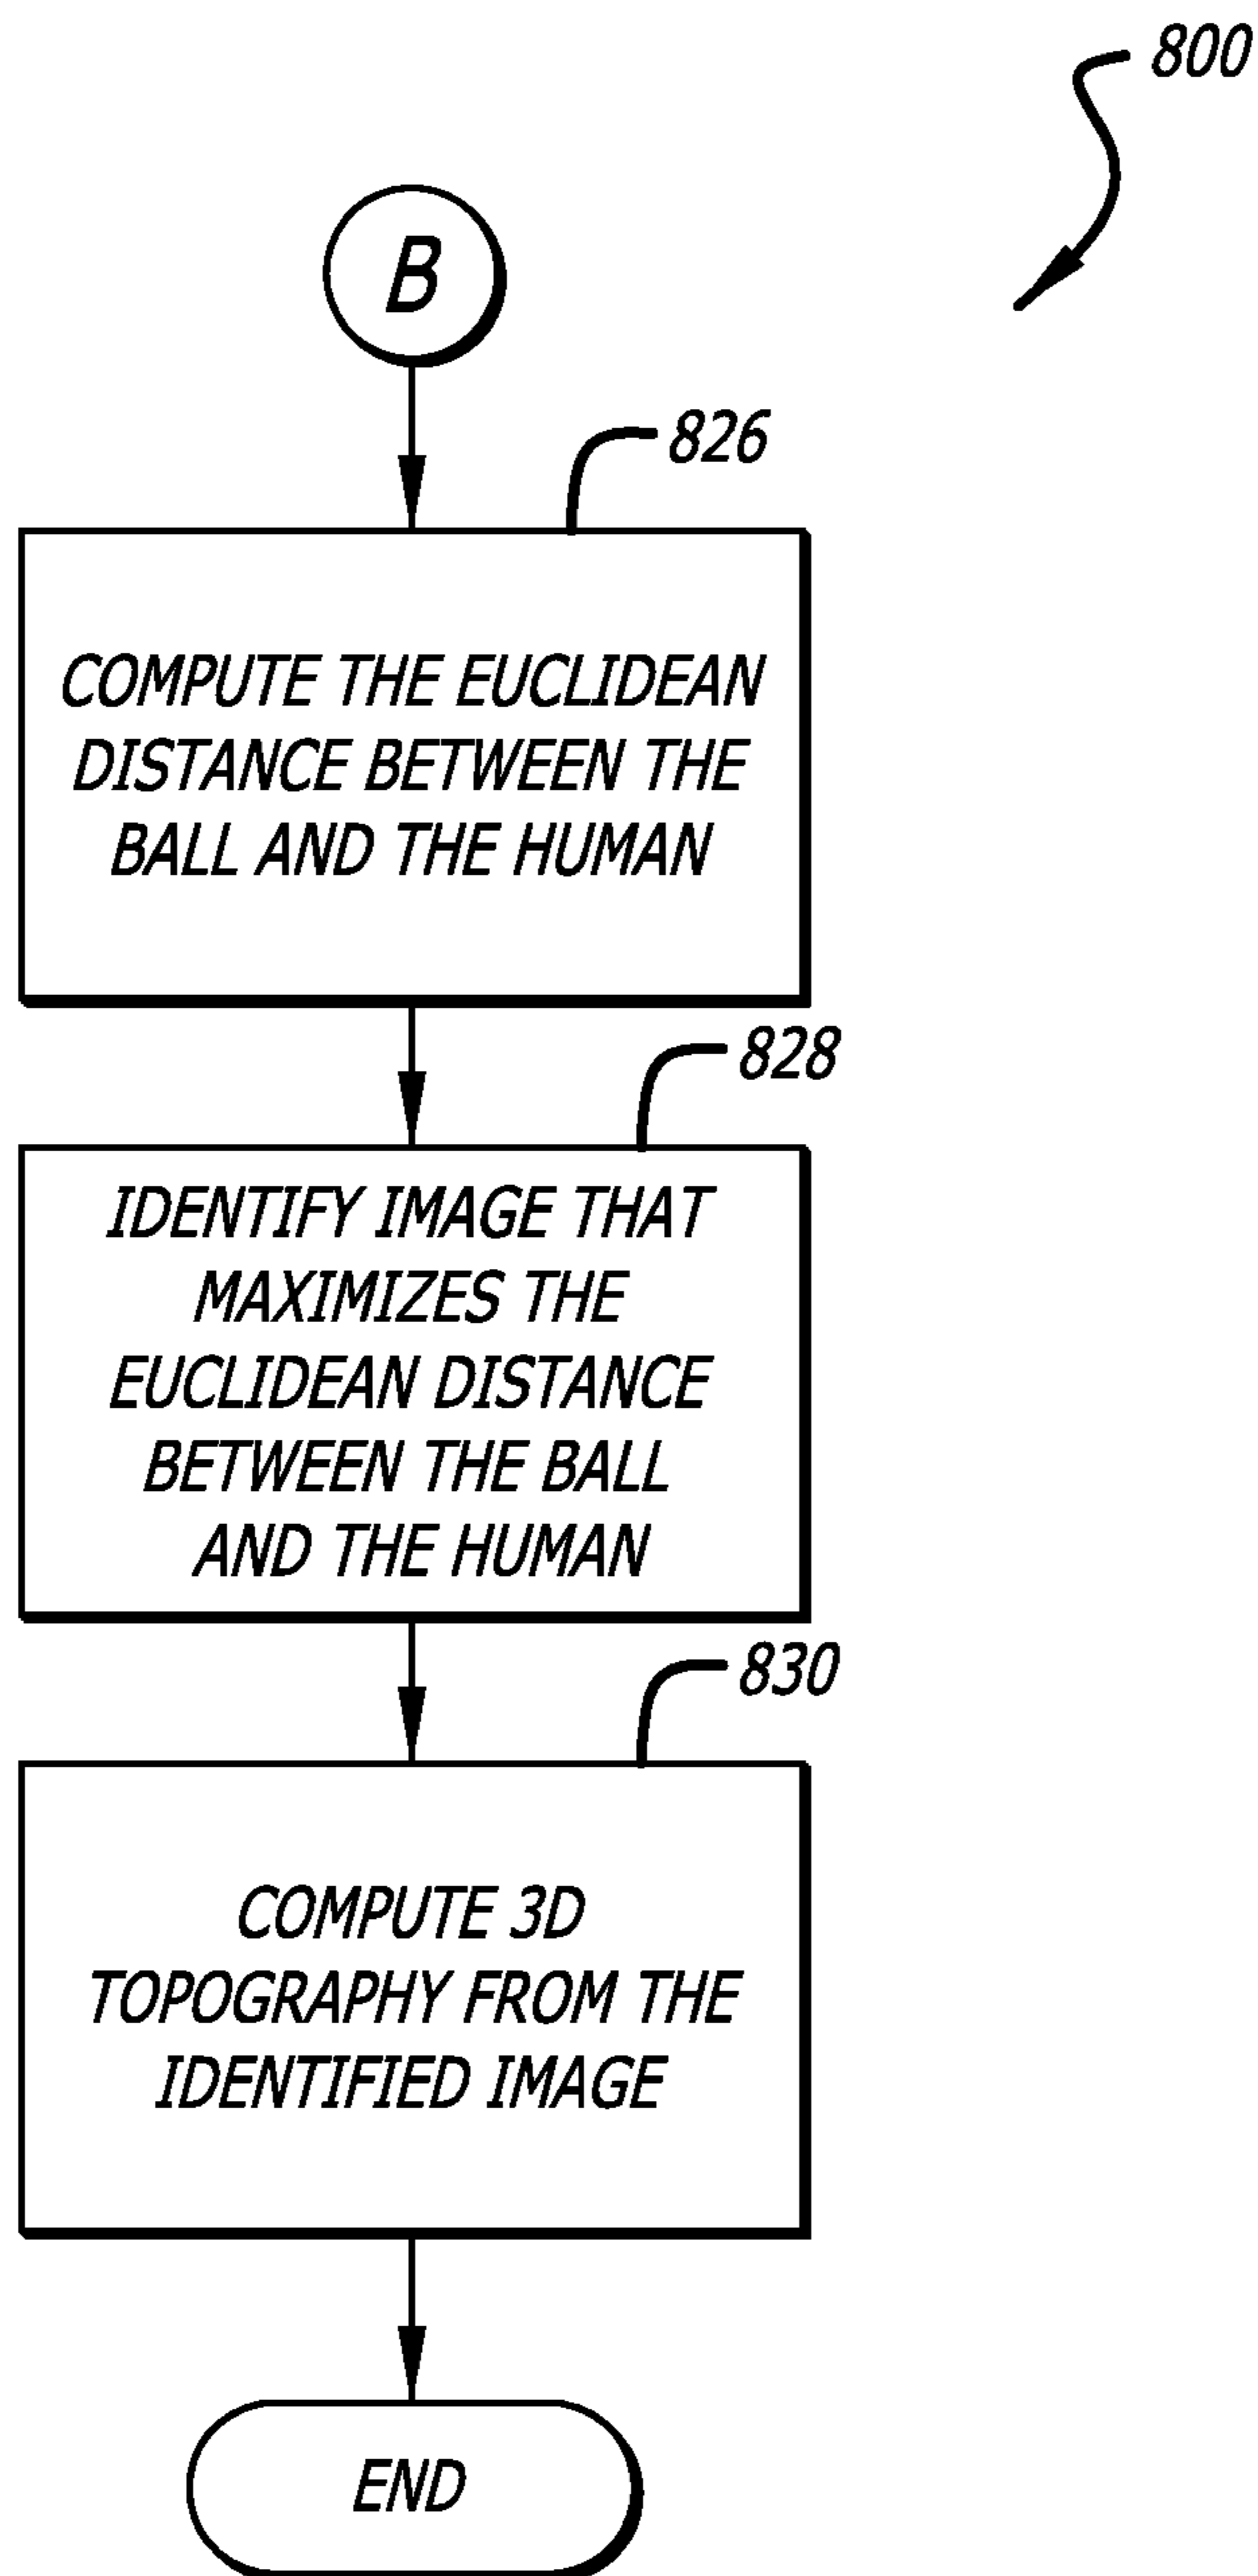 800
B
826
COMPUTE THE EUCLIDEAN
DISTANCE BETWEEN THE
BALL AND THE HUMAN
828
IDENTIFY IMAGE THAT
MAXIMIZES THE
EUCLIDEAN DISTANCE
BETWEEN THE BALL
AND THE HUMAN
830
COMPUTE 3D
TOPOGRAPHY FROM THE
IDENTIFIED IMAGE
END